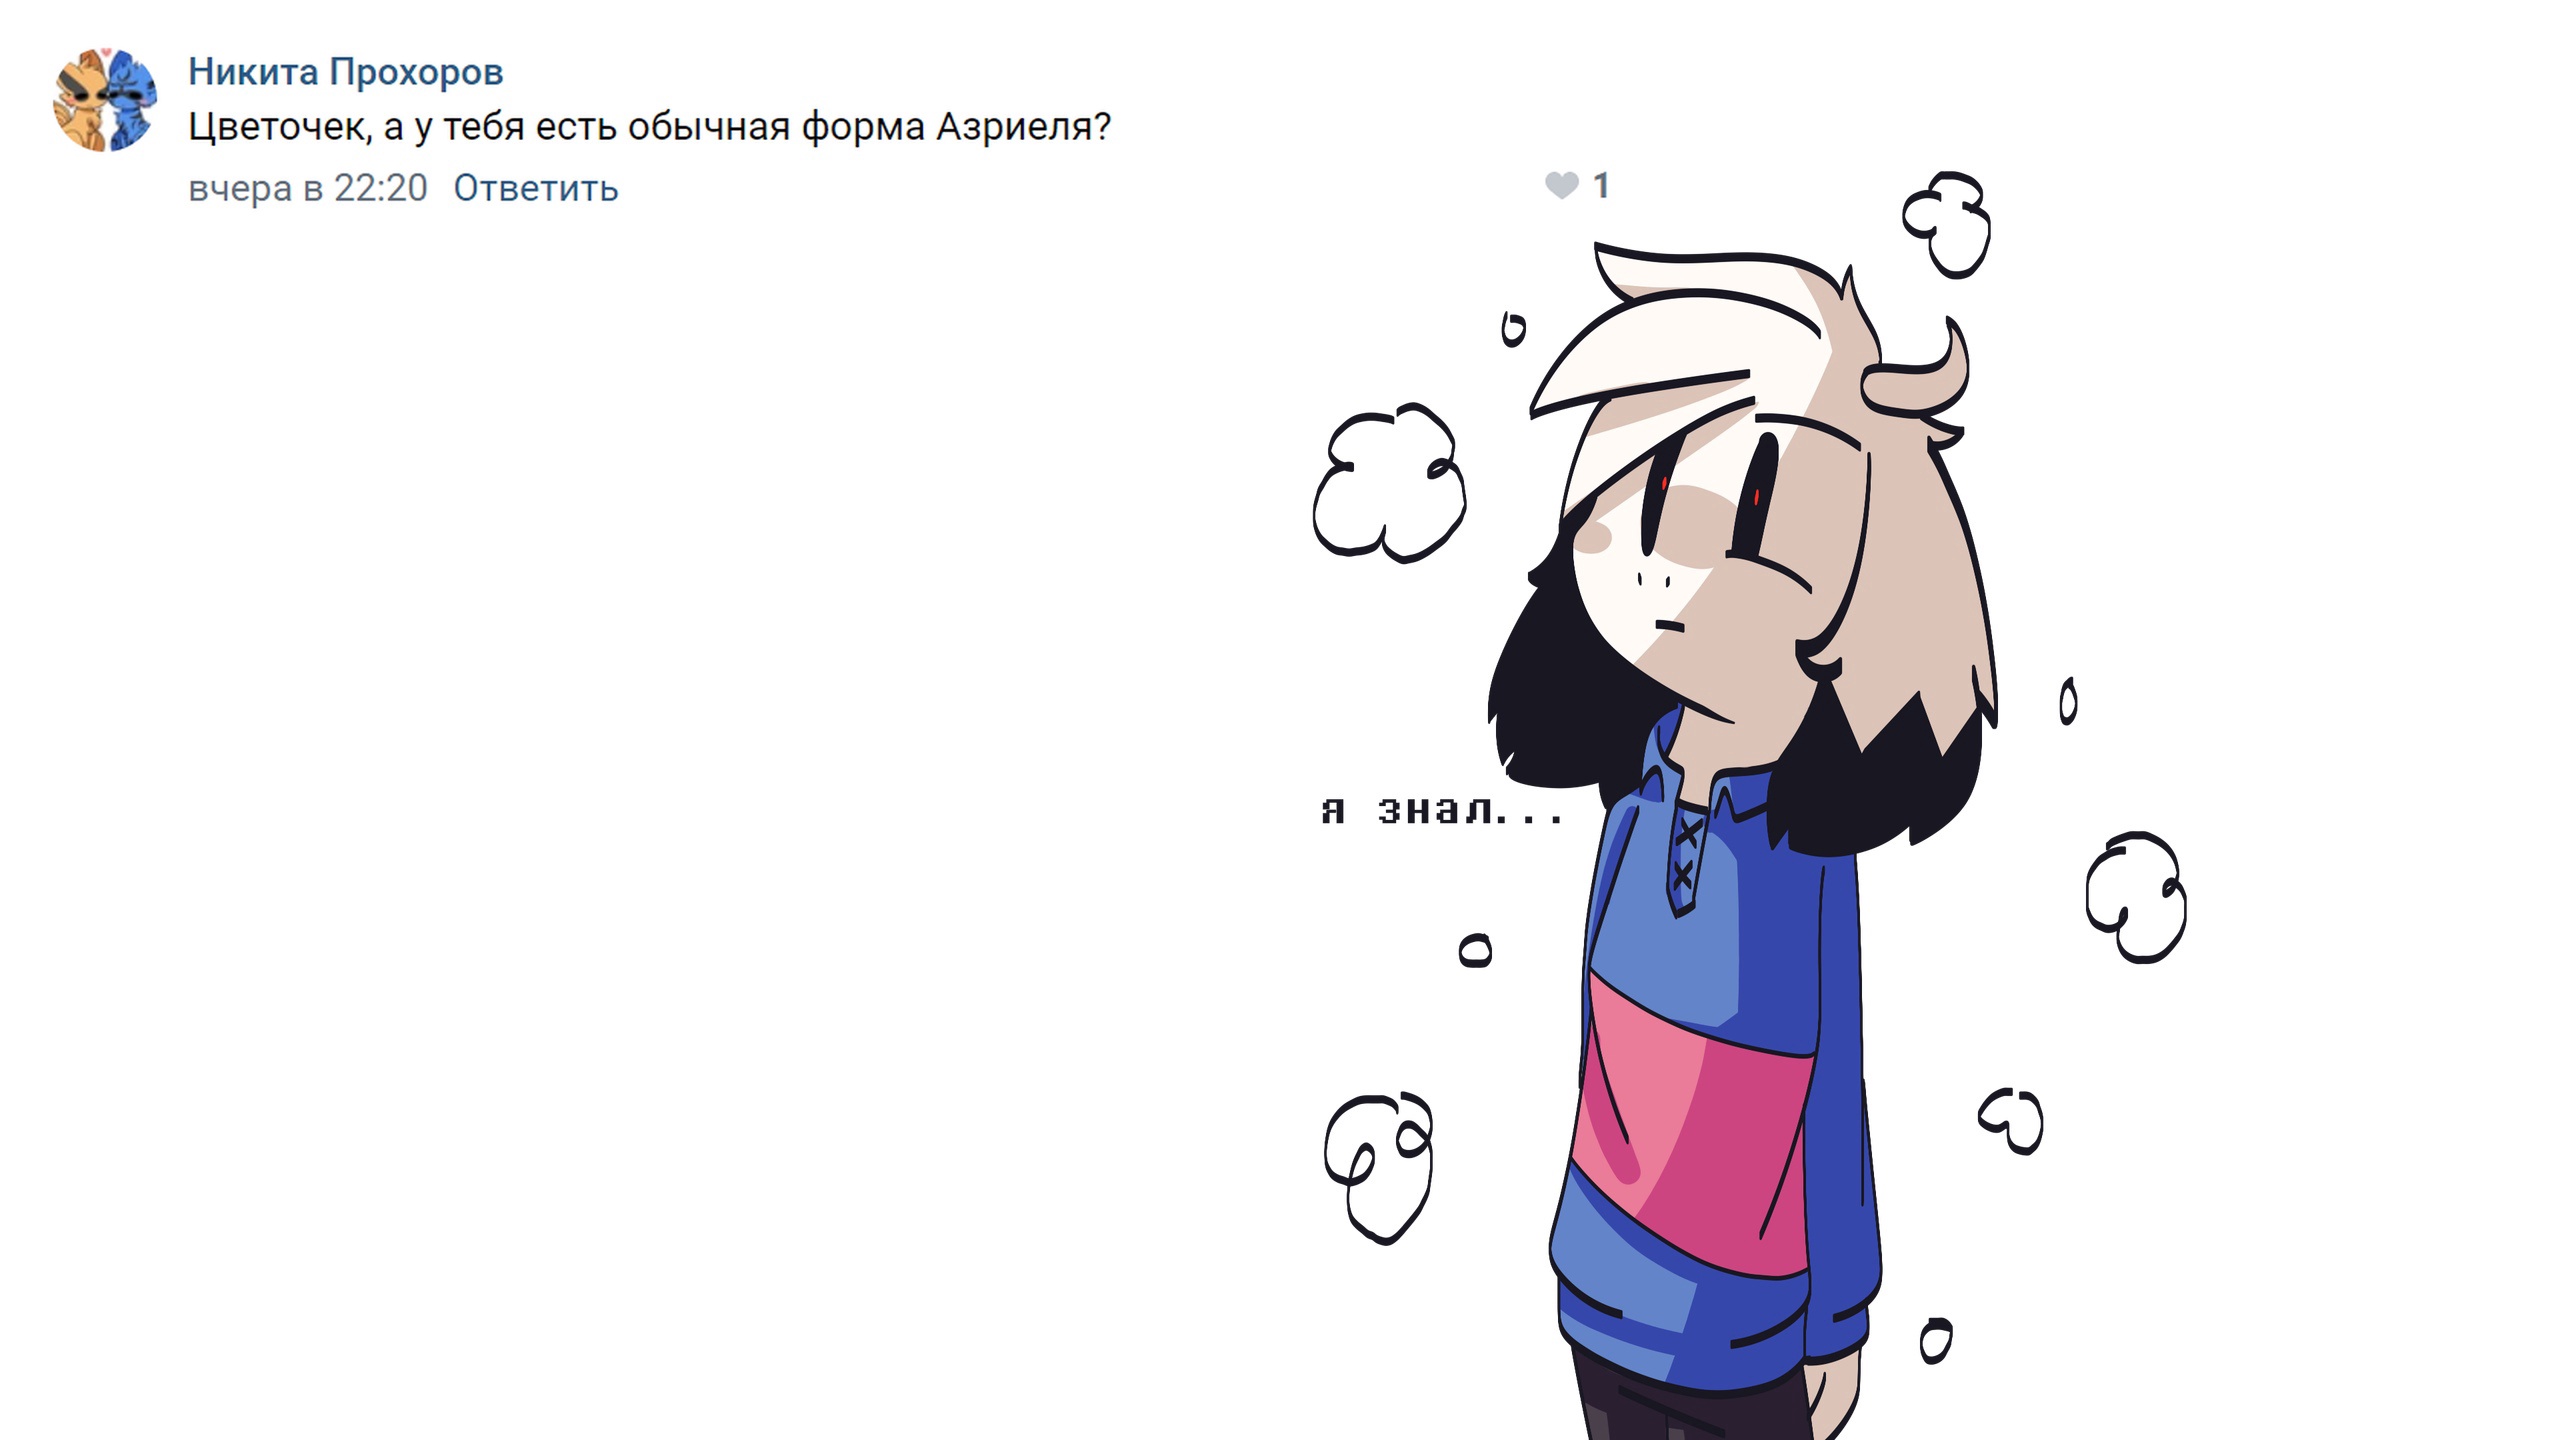 Никита Прохоров
Цветочек, а у тебя есть обычная форма Азриеля?
вчера в 22:20 Ответить
1
я знал...